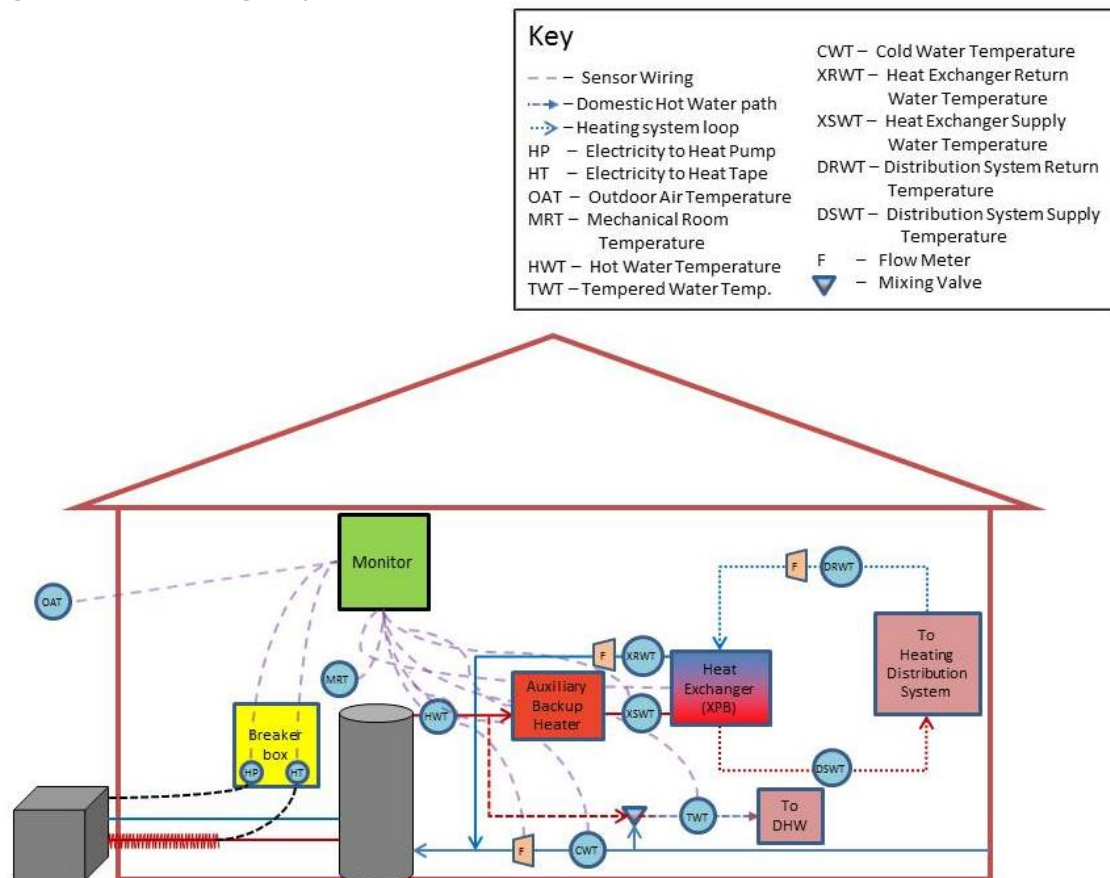 Key
– Sensor Wiring
– Domestic Hot Water path
– Heating system loop
HP – Electricity to Heat Pump
HT – Electricity to Heat Tape
OAT – Outdoor Air Temperature
MRT – Mechanical Room
Temperature
HWT – Hot Water Temperature
TWT – Tempered Water Temp.
CWT – Cold Water Temperature
XRWT – Heat Exchanger Return
Water Temperature
XSWT – Heat Exchanger Supply
Water Temperature
DRWT – Distribution System Return
Temperature
DSWT – Distribution System Supply
Temperature
F – Flow Meter
– Mixing Valve
Monitor
OAT
F
DRWT
MRT
F
XRWT
Heat
Exchanger
(XPB)
To
Heating
Distribution
System
HWT
Auxiliary
Backup
Heater
XSWT
Breaker
box
HP
HT
DSWT
TWT
To
DHW
F
CWT